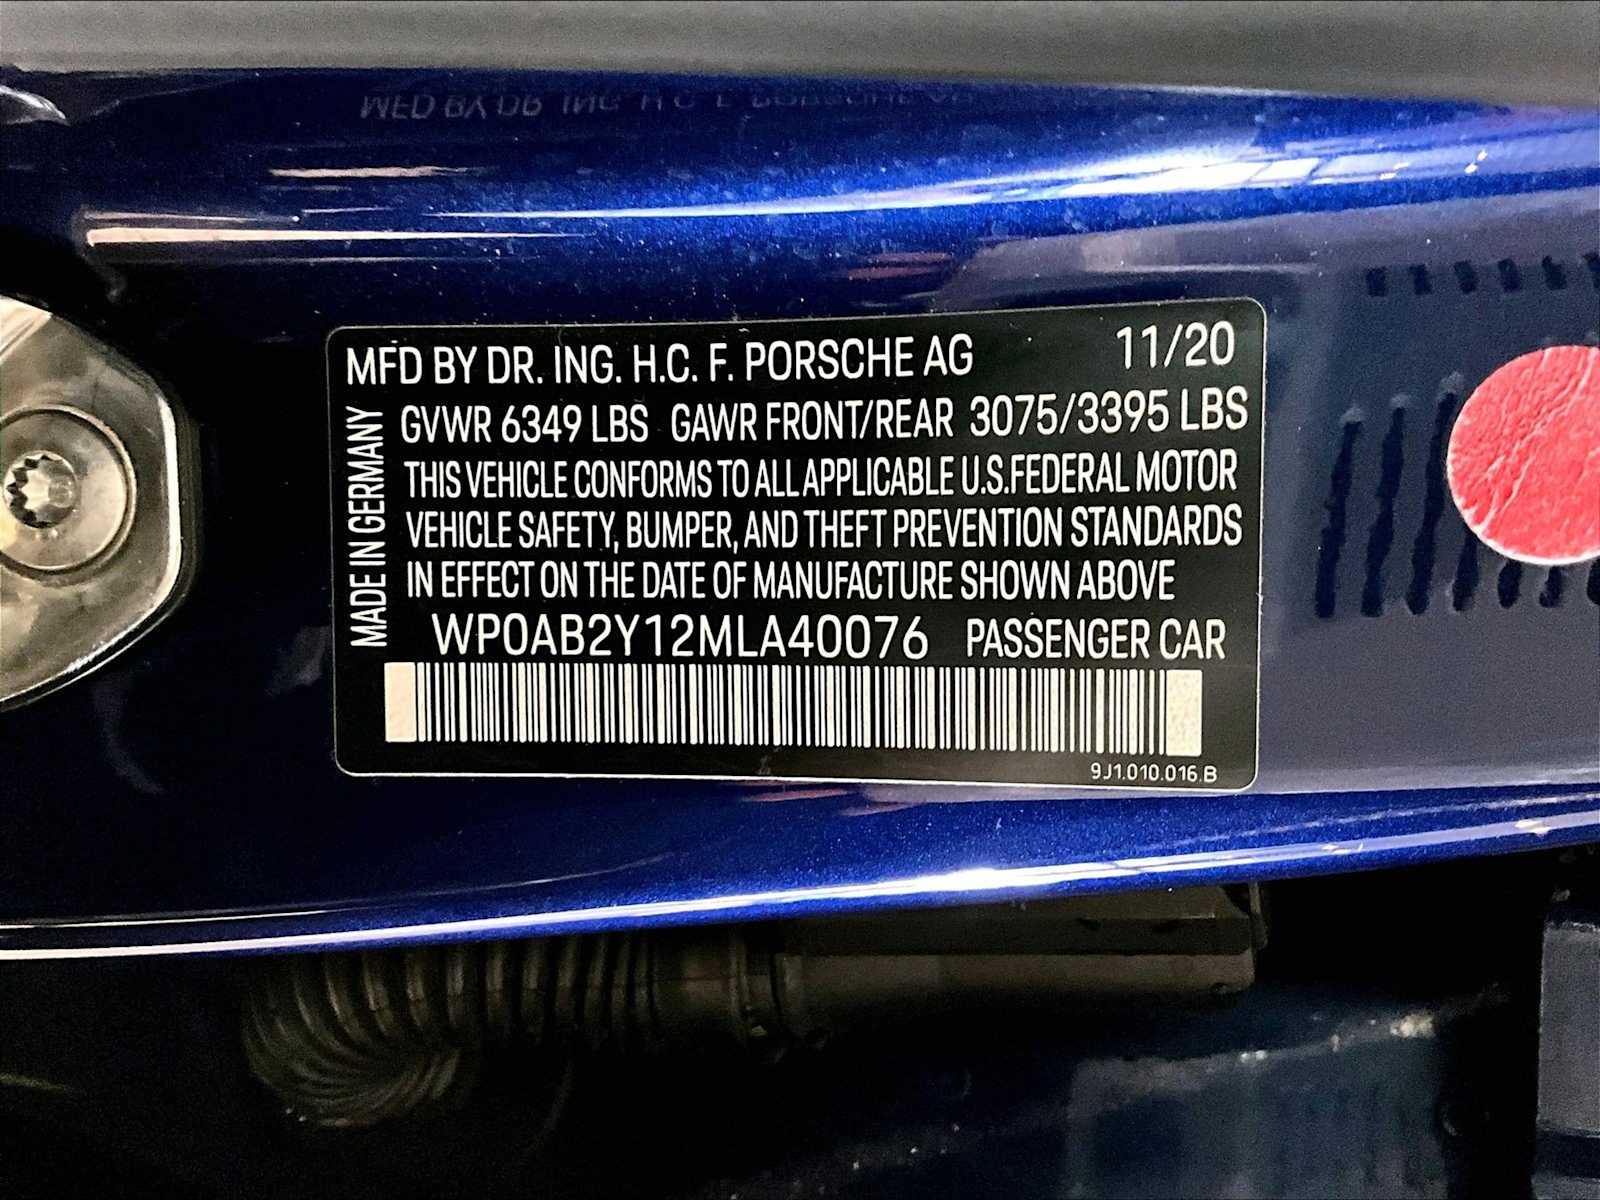 MFD BY DR. ING. H.C. F. PORSCHE AG 11/20
GVWR 6349 LBS GAWR FRONT/REAR 3075/3395 LBS
THIS VEHICLE CONFORMS TO ALL APPLICABLE U.S.FEDERAL MOTOR
VEHICLE SAFETY, BUMPER, AND THEFT PREVENTION STANDARDS
IN EFFECT ON THE DATE OF MANUFACTURE SHOWN ABOVE
MADE IN GERMANY
WP0AB2Y12MLA40076 PASSENGER CAR
9J1.010.016.B